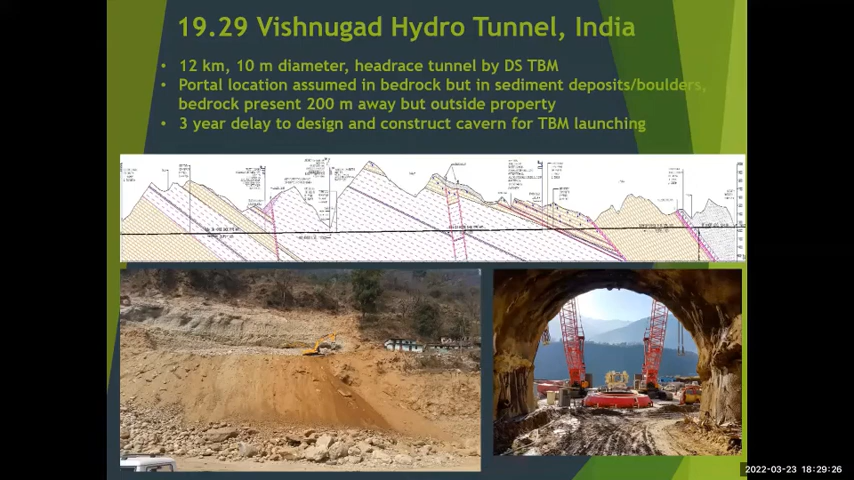 19.29 Vishnugad Hydro Tunnel, India
• 12 km, 10 m diameter, headrace tunnel by DS TBM
• Portal location assumed in bedrock but in sediment deposits/boulders,
bedrock present 200 m away but outside property
• 3 year delay to design and construct cavern for TBM launching
2022-03-23 18:29:26